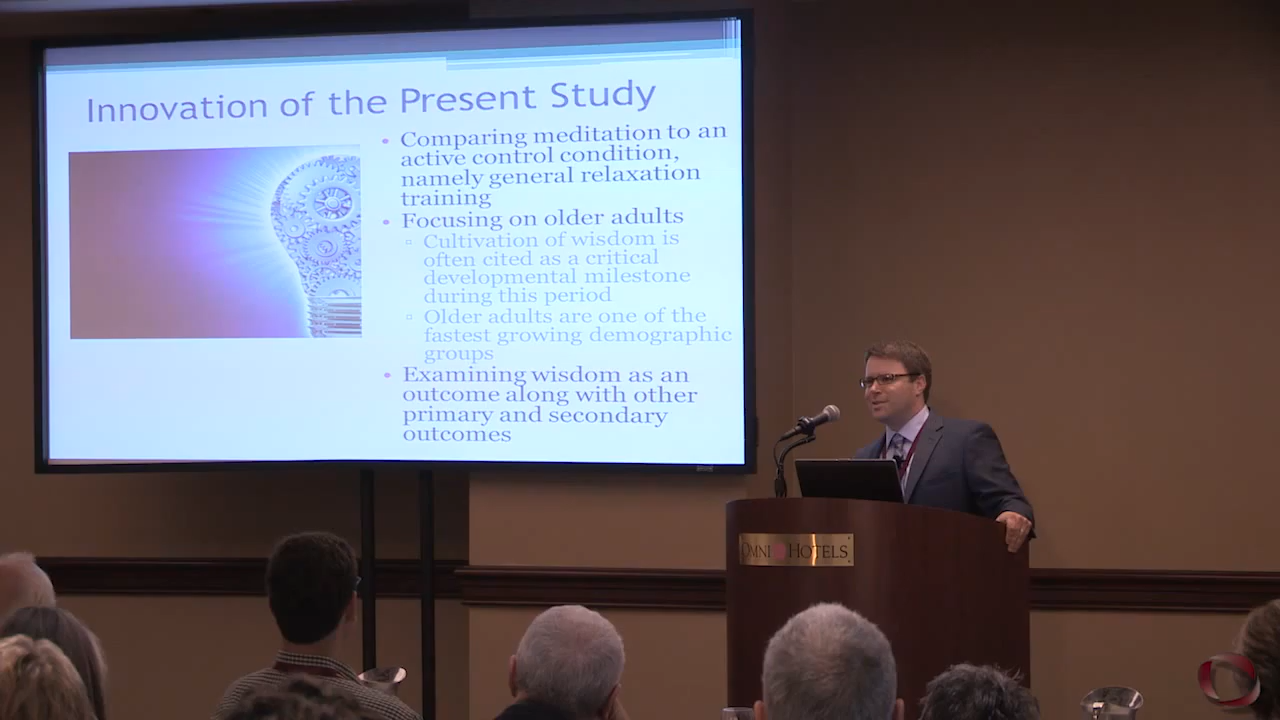 Innovation of the Present Study
• Comparing meditation to an
active control condition,
namely general relaxation
training
• Focusing on older adults
▫ Cultivation of wisdom is
often cited as a critical
developmental milestone
during this period
▫ Older adults are one of the
fastest growing demographic
groups
• Examining wisdom as an
outcome along with other
primary and secondary
outcomes
OMNI HOTELS